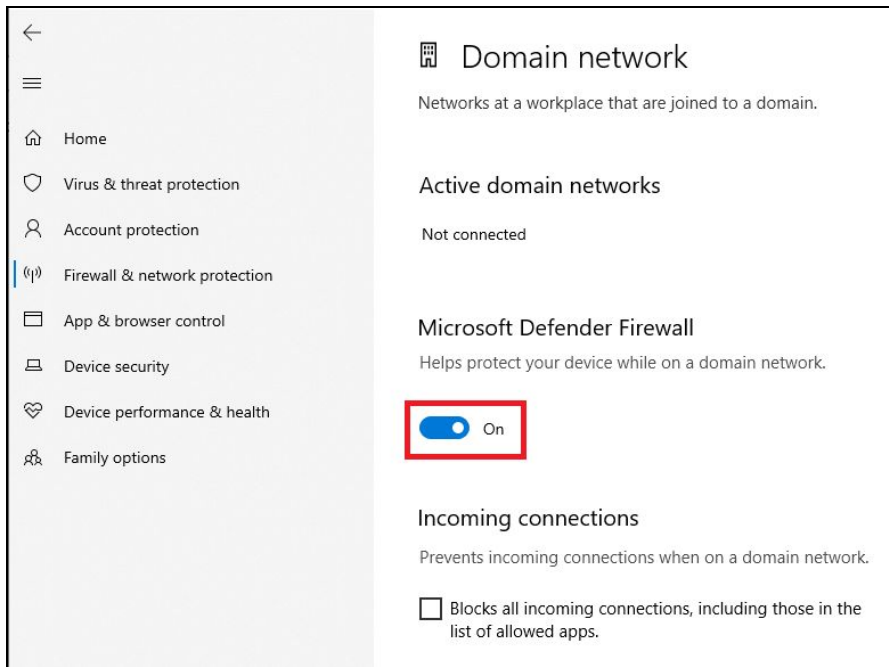 Home
Virus & threat protection
Account protection
Firewall & network protection
App & browser control
Device security
Device performance & health
Family options
Domain network
Networks at a workplace that are joined to a domain.
Active domain networks
Not connected
Microsoft Defender Firewall
Helps protect your device while on a domain network.
On
Incoming connections
Prevents incoming connections when on a domain network.
Blocks all incoming connections, including those in the
list of allowed apps.